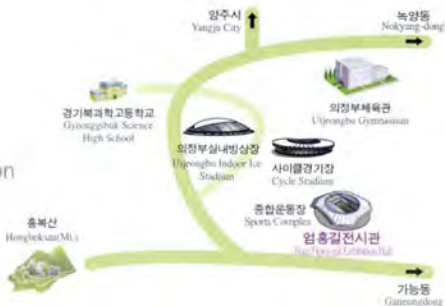 양주시
Yangju City
녹양동
Nokyang-dong
경기북과학고등학교
Gyeonggibuk Science
High School
의정부체육관
Uijeongbu Gymnasium
의정부실내빙상장
Uijeongbu Indoor Ice
Stadium
사이클경기장
Cycle Stadium
종합운동장
Sports Complex
엄홍길전시관
Exhibition Hall
홍복산
Hongboksan(Mt.)
가능동
Ganeungdong